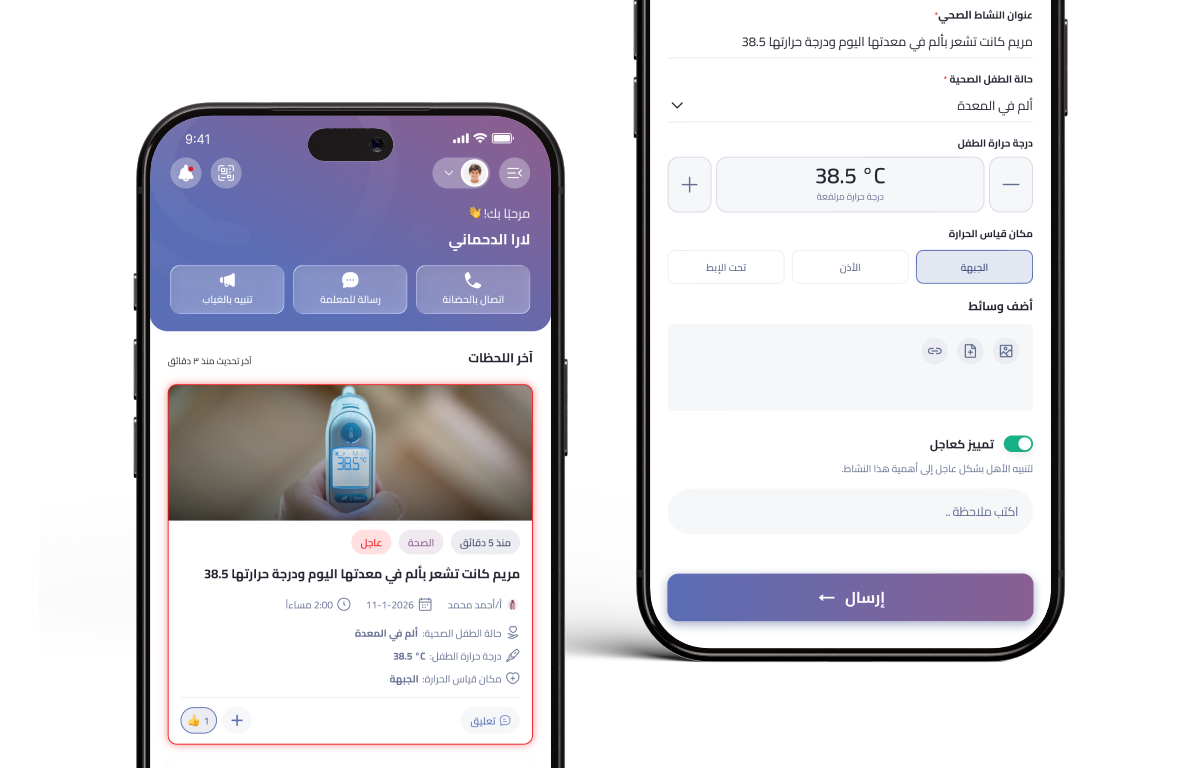 عنوان النشاط الصحي*
مريم كانت تشعر بألم في معدتها اليوم ودرجة حرارتها 38.5
حالة الطفل الصحية *
ألم في المعدة
درجة حرارة الطفل
38.5 °C
درجة حرارة مرتفعة
مكان قياس الحرارة
الجبهة
الأذن
تحت الإبط
أضف وسائط
تمييز كعاجل
لتنبيه الأهل بشكل عاجل إلى أهمية هذا النشاط.
اكتب ملاحظة ..
إرسال ←
9:41
مرحبًا بك! 👋
لارا الدحماني
اتصال بالحضانة
رسالة للمعلمة
تنبيه بالغياب
آخر اللحظات
آخر تحديث منذ ٣ دقائق
38.5 °C
منذ 5 دقائق
الصحة
عاجل
مريم كانت تشعر بألم في معدتها اليوم ودرجة حرارتها 38.5
أ/أحمد محمد
11-1-2026
2:00 مساءاً
حالة الطفل الصحية: ألم في المعدة
درجة حرارة الطفل: 38.5 °C
مكان قياس الحرارة: الجبهة
تعليق
1 👍